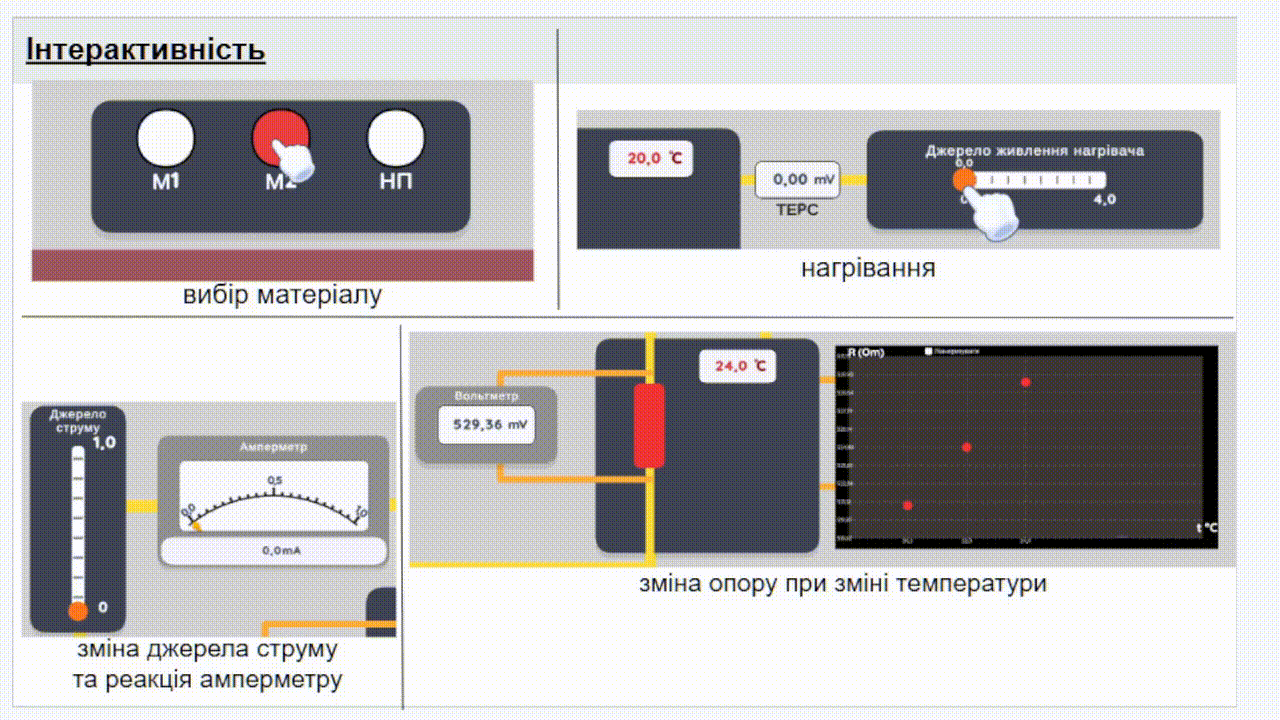 Інтерактивність
М1
М2
НП
вибір матеріалу
20,0 °C
0,00 mV
ТЕРС
Джерело живлення нагрівача
0,0
4,0
нагрівання
Джерело
струму
1,0
0
Амперметр
0,0
0,5
1,0
0,0mA
зміна джерела струму
та реакція амперметру
Вольтметр
529,36 mV
24,0 °C
R (Om)
t °C
зміна опору при зміні температури